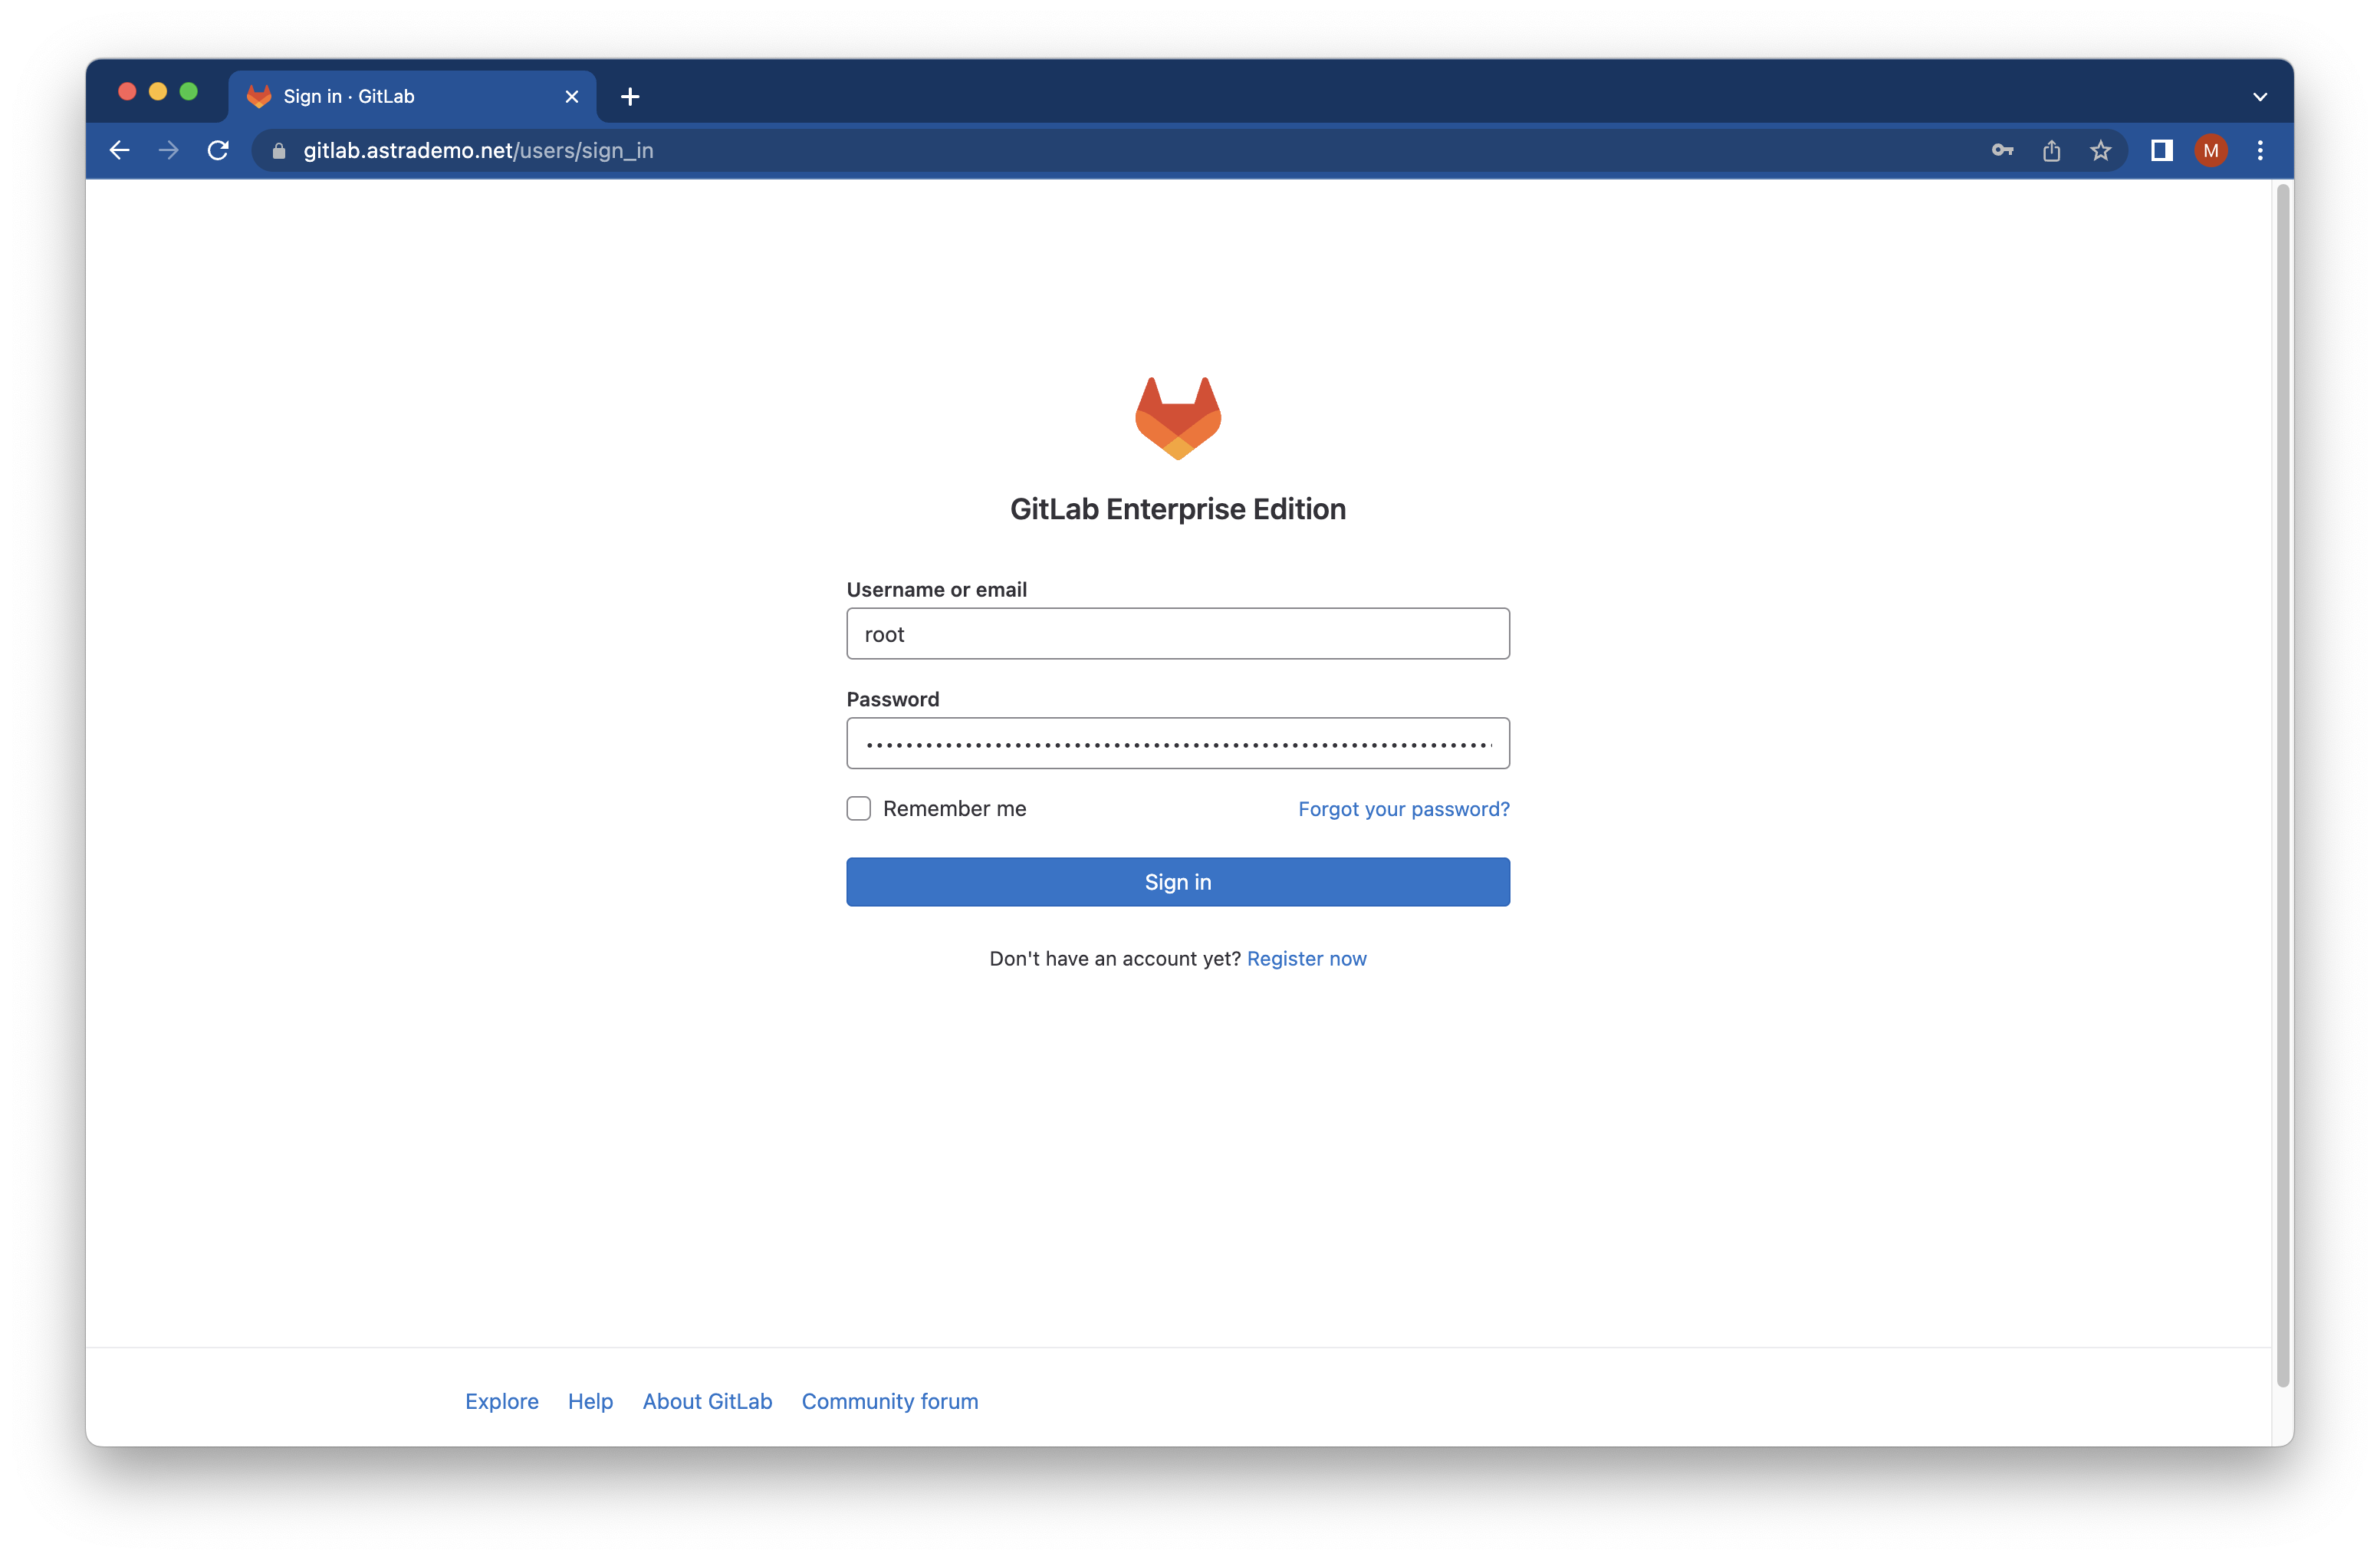 Sign in · GitLab
gitlab.astrademo.net/users/sign_in
M
GitLab Enterprise Edition
Username or email
root
Password
Remember me
Forgot your password?
Sign in
Don't have an account yet? Register now
Explore Help About GitLab Community forum